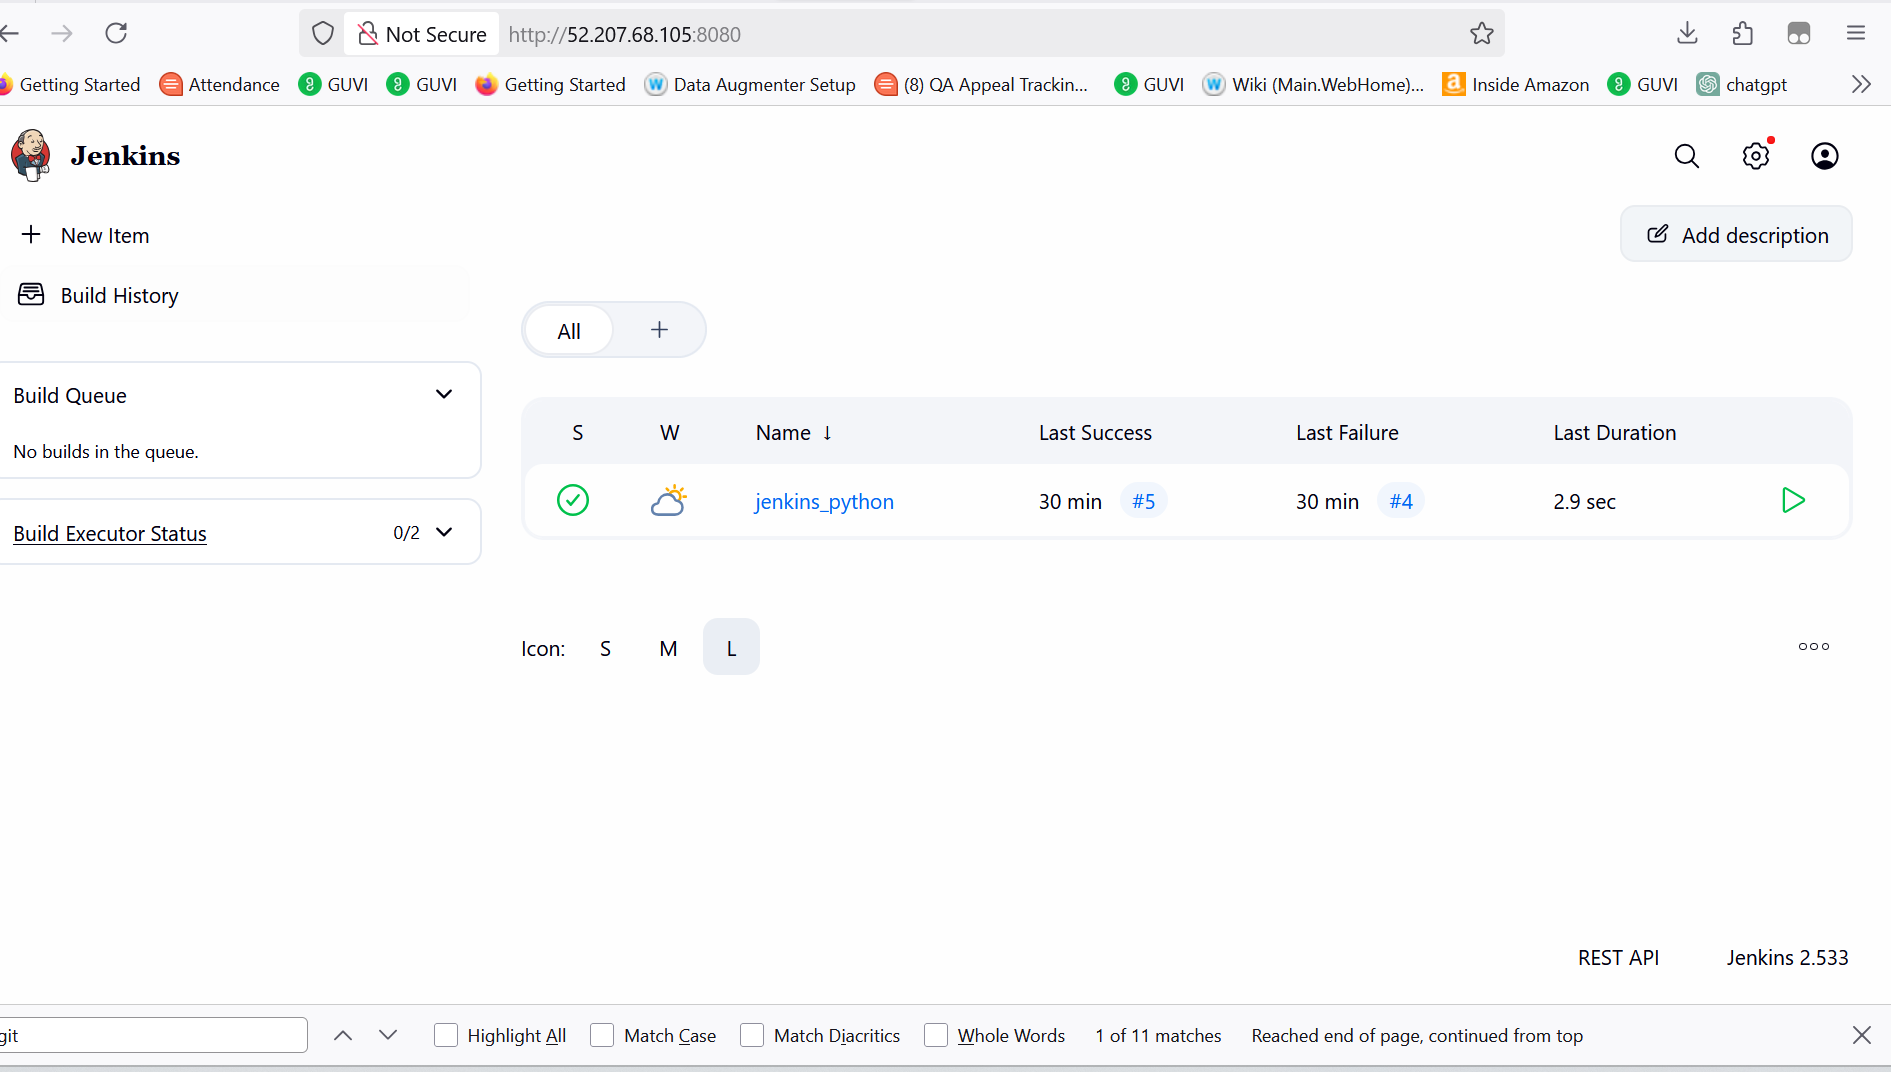 Not Secure http://52.207.68.105:8080
Getting Started Attendance GUVI GUVI Getting Started Data Augmenter Setup (8) QA Appeal Trackin... GUVI Wiki (Main.WebHome)... Inside Amazon GUVI chatgpt
Jenkins
New Item
Add description
Build History
All
Build Queue
No builds in the queue.
Build Executor Status 0/2
S W Name ↓ Last Success Last Failure Last Duration
jenkins_python 30 min #5 30 min #4 2.9 sec
Icon: S M L
REST API Jenkins 2.533
git Highlight All Match Case Match Diacritics Whole Words 1 of 11 matches Reached end of page, continued from top